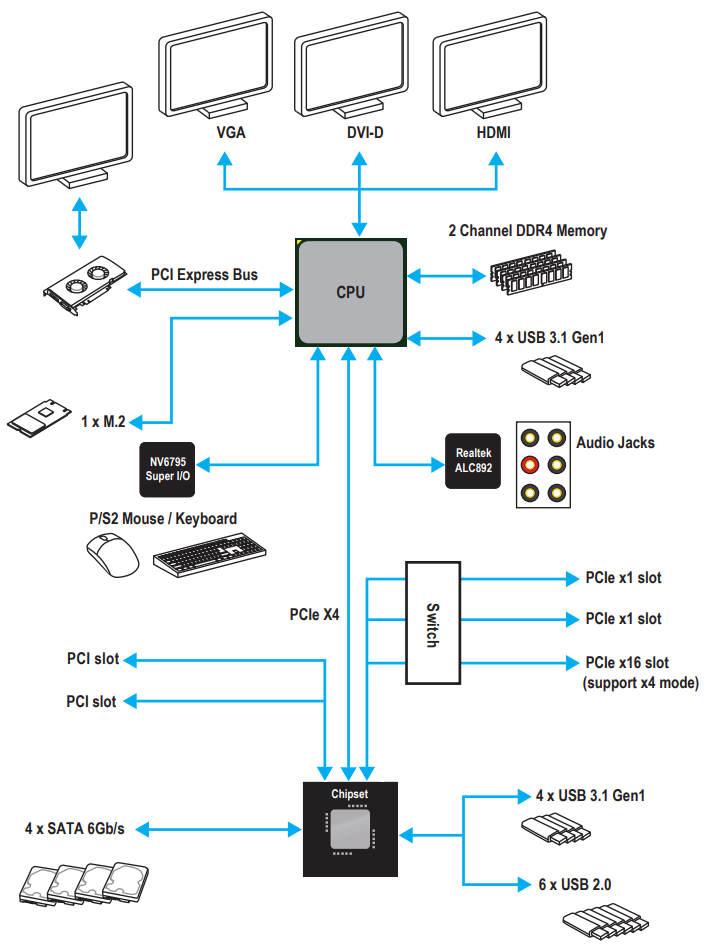 VGA
DVI-D
HDMI
2 Channel DDR4 Memory
PCI Express Bus
CPU
4 x USB 3.1 Gen1
1 x M.2
NV6795
Super I/O
Realtek
ALC892
Audio Jacks
P/S2 Mouse / Keyboard
PCIe x1 slot
Switch
PCIe X4
PCIe x1 slot
PCI slot
PCIe x16 slot
(support x4 mode)
PCI slot
Chipset
4 x USB 3.1 Gen1
4 x SATA 6Gb/s
6 x USB 2.0